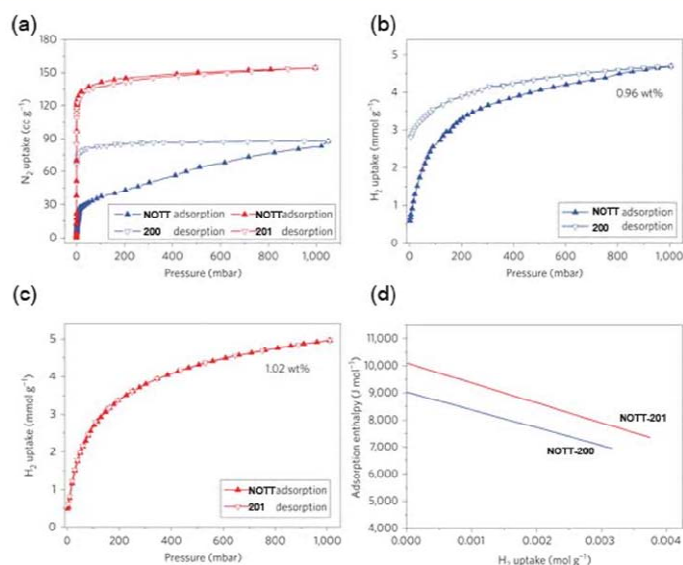 (a)
180
150
120
90
60
30
0
N2 uptake (cc g⁻¹)
NOTT adsorption NOTT adsorption
200 desorption 201 desorption
0 200 400 600 800 1,000
Pressure (mbar)
(b)
5
4
3
2
1
0
H2 uptake (mmol g⁻¹)
0.96 wt%
NOTT adsorption
200 desorption
0 200 400 600 800 1,000
Pressure (mbar)
(c)
5
4
3
2
1
0
H2 uptake (mmol g⁻¹)
1.02 wt%
NOTT adsorption
201 desorption
0 200 400 600 800 1,000
Pressure (mbar)
(d)
11,000
10,000
9,000
8,000
7,000
6,000
5,000
4,000
Adsorption enthalpy (J mol⁻¹)
NOTT-201
NOTT-200
0.000 0.001 0.002 0.003 0.004
H2 uptake (mol g⁻¹)